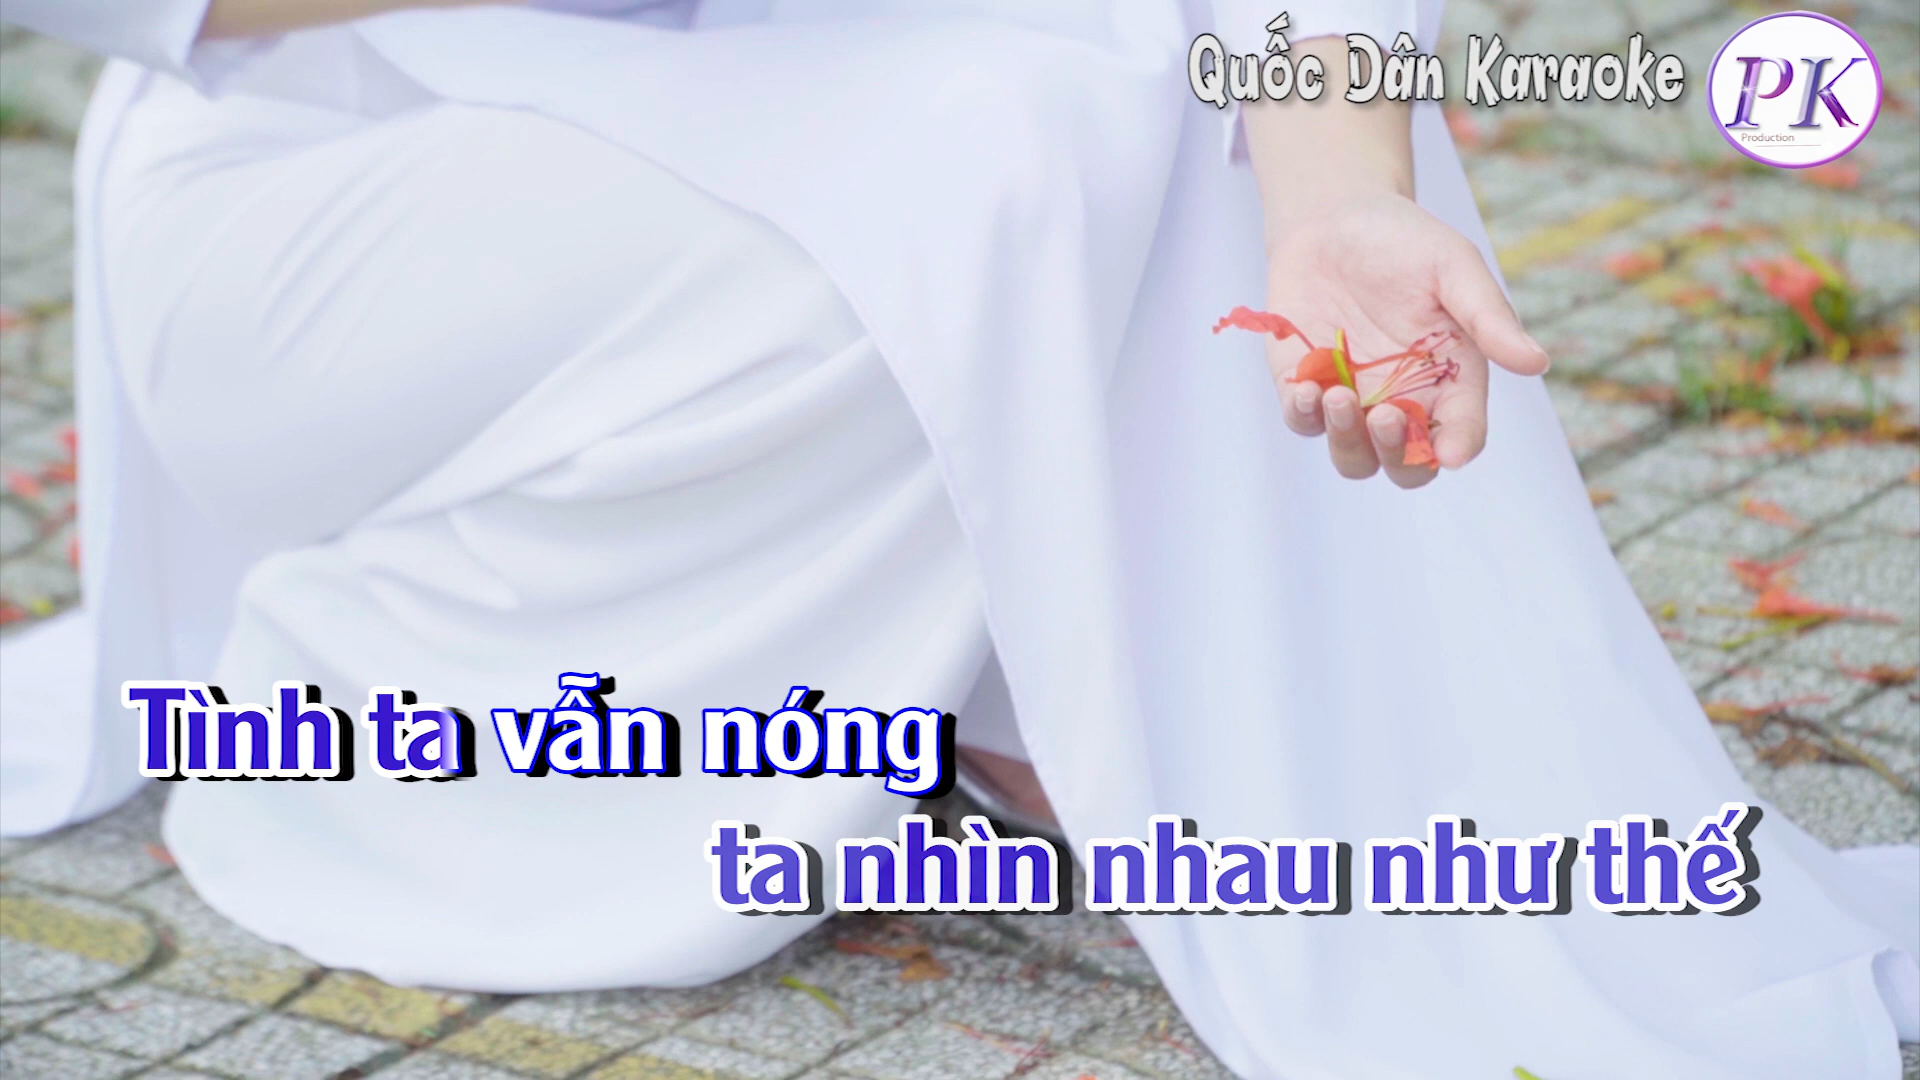 Quốc Dân Karaoke
PK
Production
Tình ta vẫn nóng
ta nhìn nhau như thế